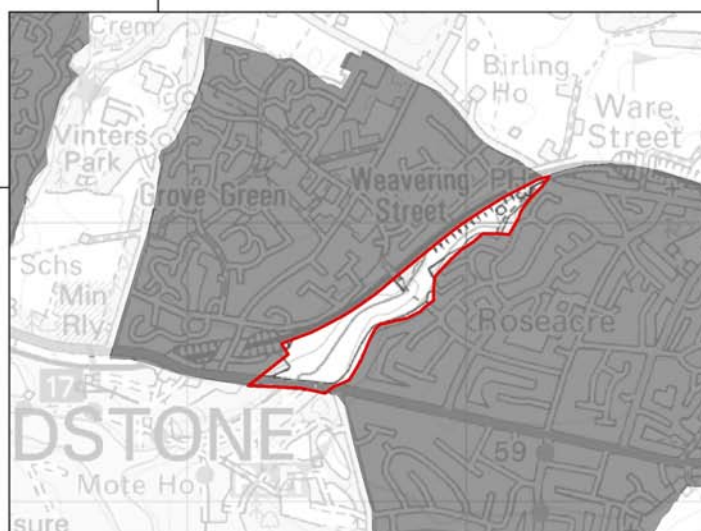 Crem
Birling
Ho
Ware
Street
Vinters
Park
Grove Green
Weavering PH
Street
Schs
Min
Rly
Roseacre
17
DSTONE
59
Mote Ho
sure